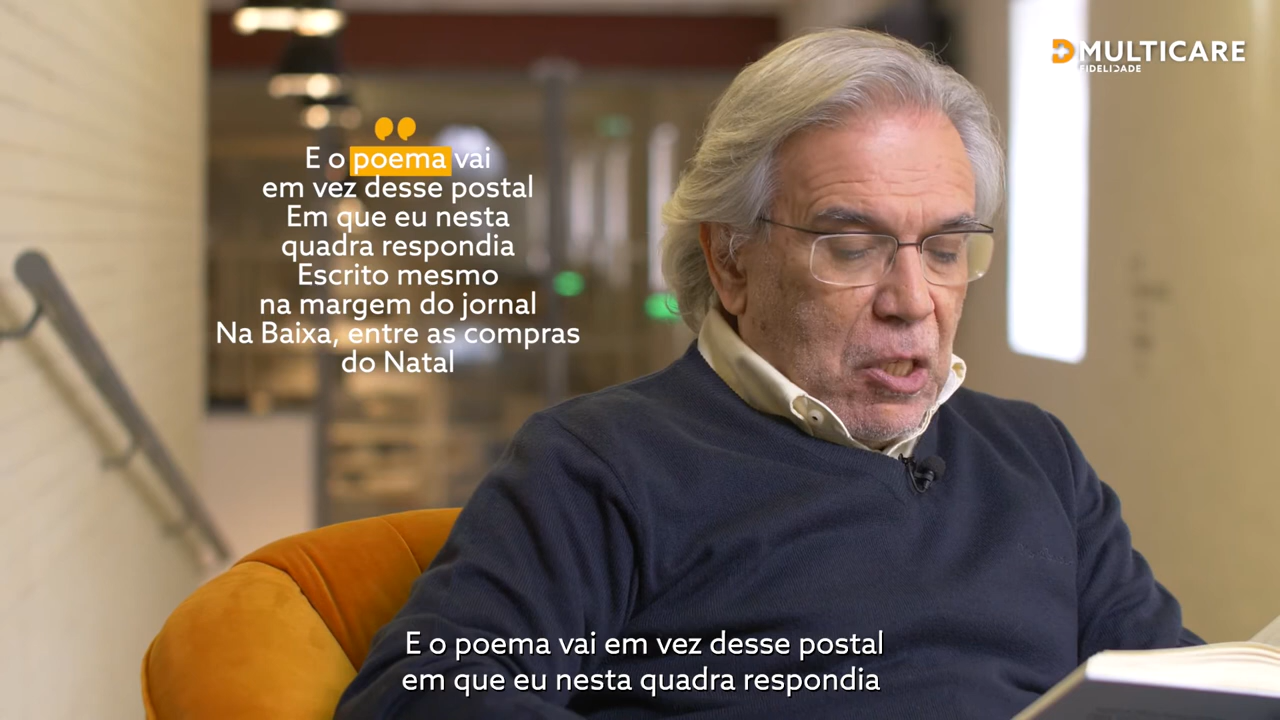 MULTICARE
FIDELIDADE
E o poema vai
em vez desse postal
Em que eu nesta
quadra respondia
Escrito mesmo
na margem do jornal
Na Baixa, entre as compras
do Natal
E o poema vai em vez desse postal
em que eu nesta quadra respondia